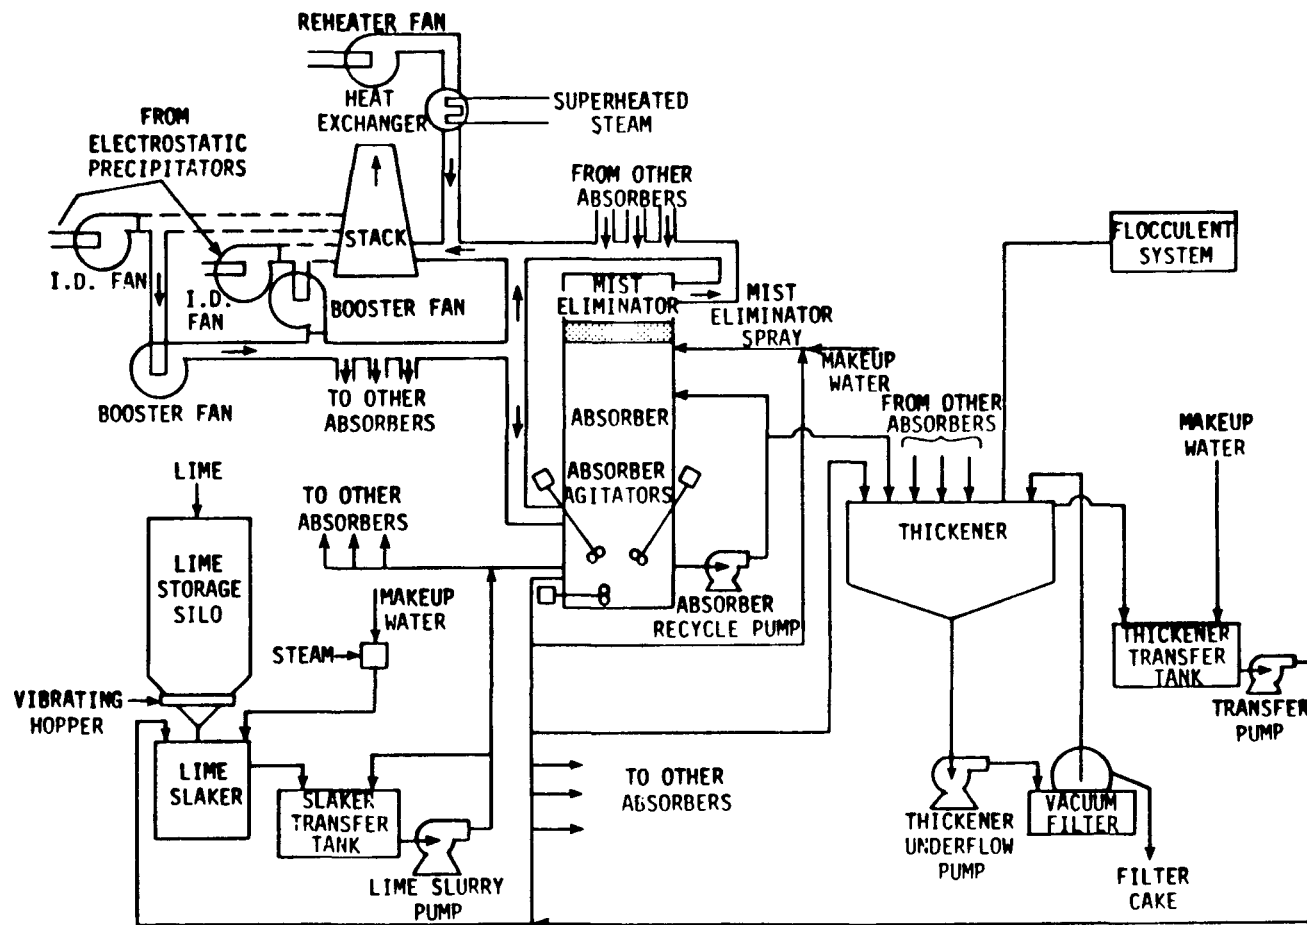 REHEATER FAN
HEAT
EXCHANGER
SUPERHEATED
STEAM
FROM
ELECTROSTATIC
PRECIPITATORS
FROM OTHER
ABSORBERS
STACK
I.D. FAN
I.D.
FAN
BOOSTER FAN
BOOSTER FAN
TO OTHER
ABSORBERS
MIST
ELIMINATOR
MIST
ELIMINATOR
SPRAY
MAKEUP
WATER
FLOCCULENT
SYSTEM
ABSORBER
ABSORBER
AGITATORS
FROM OTHER
ABSORBERS
MAKEUP
WATER
LIME
TO OTHER
ABSORBERS
THICKENER
LIME
STORAGE
SILO
MAKEUP
WATER
STEAM
ABSORBER
RECYCLE PUMP
THICKENER
TRANSFER
TANK
TRANSFER
PUMP
VIBRATING
HOPPER
LIME
SLAKER
SLAKER
TRANSFER
TANK
LIME SLURRY
PUMP
TO OTHER
ABSORBERS
THICKENER
UNDERFLOW
PUMP
VACUUM
FILTER
FILTER
CAKE